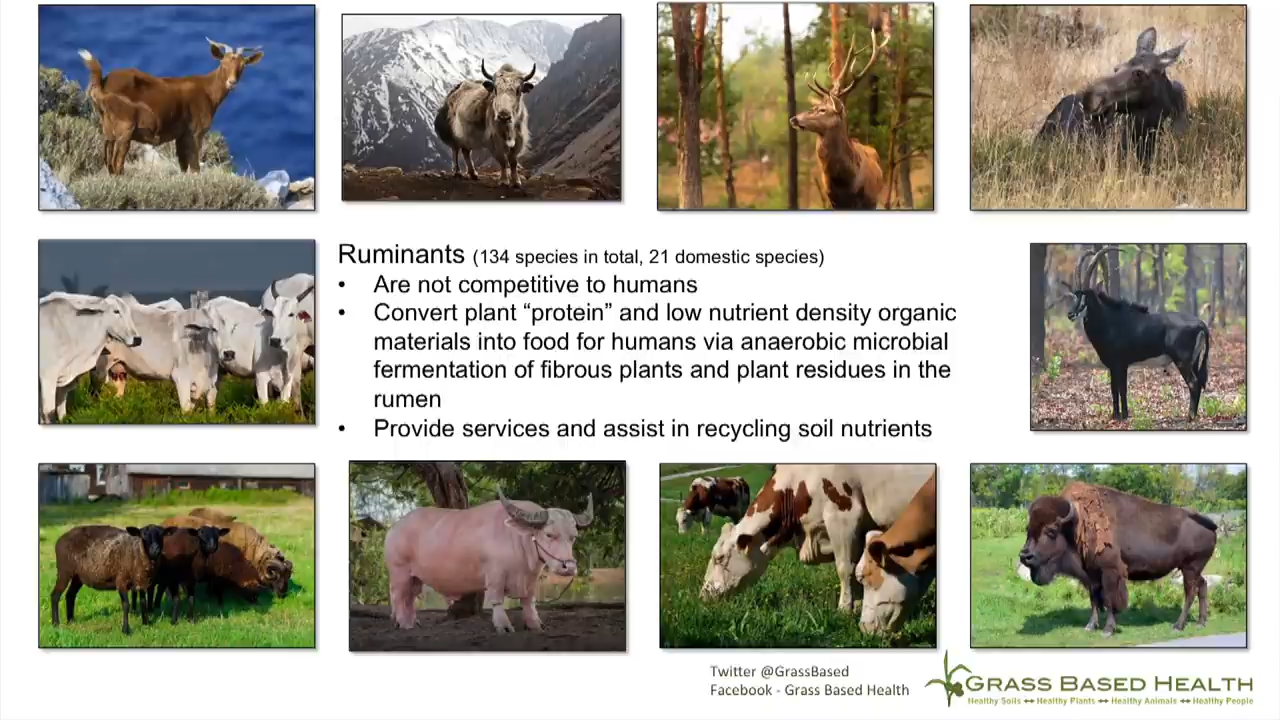 Ruminants (134 species in total, 21 domestic species)
• Are not competitive to humans
• Convert plant “protein” and low nutrient density organic
materials into food for humans via anaerobic microbial
fermentation of fibrous plants and plant residues in the
rumen
• Provide services and assist in recycling soil nutrients
Twitter @GrassBased
Facebook - Grass Based Health
GRASS BASED HEALTH
Healthy Soils ↔ Healthy Plants ↔ Healthy Animals ↔ Healthy People